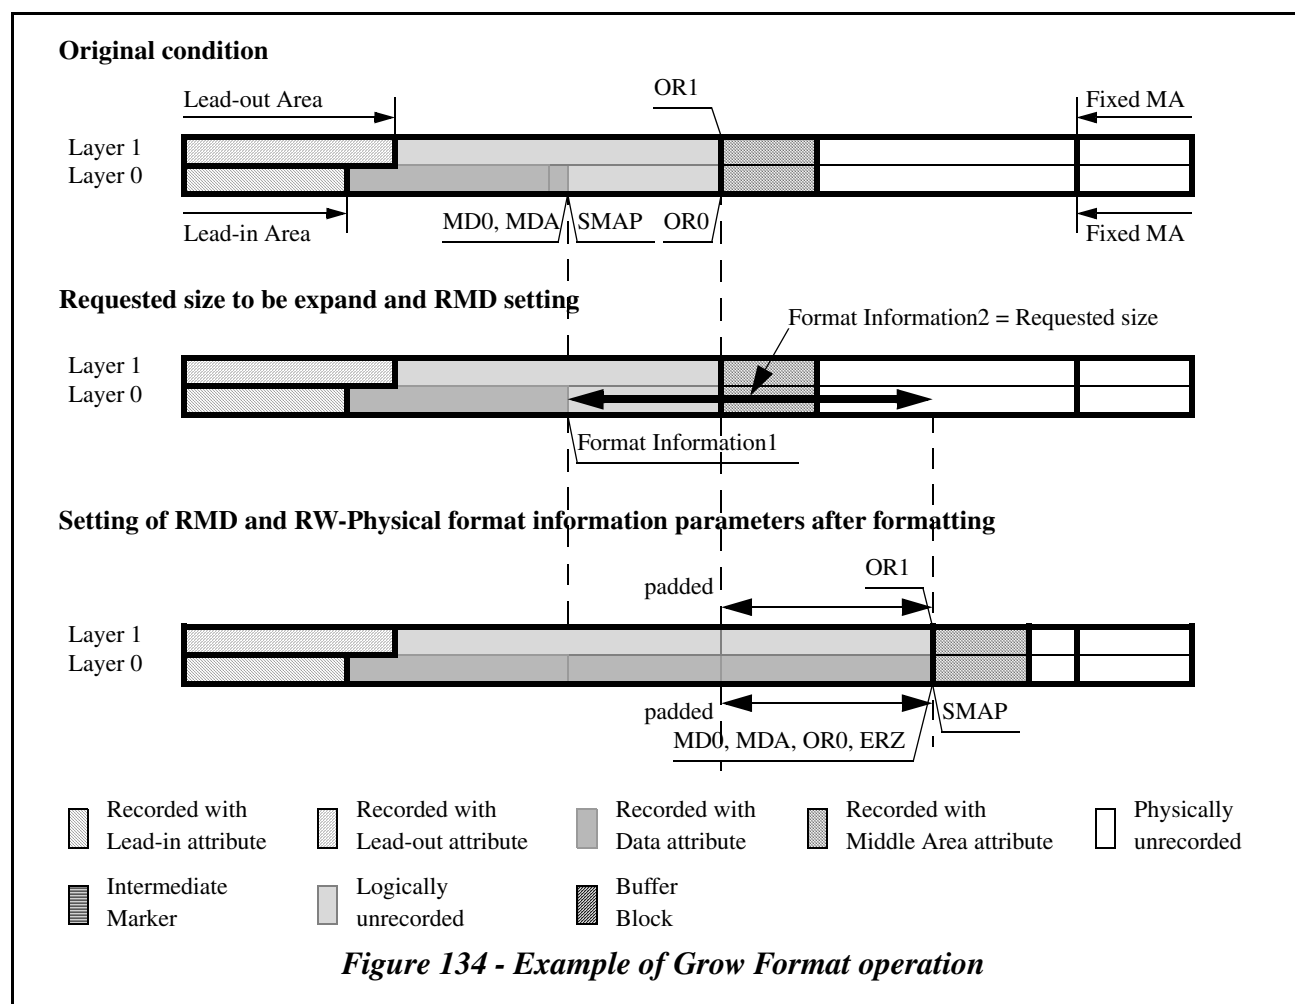 Original condition
OR1
Lead-out Area
Fixed MA
Layer 1
Layer 0
MD0, MDA
SMAP
OR0
Lead-in Area
Fixed MA
Requested size to be expand and RMD setting
Format Information2 = Requested size
Layer 1
Layer 0
Format Information1
Setting of RMD and RW-Physical format information parameters after formatting
OR1
padded
Layer 1
Layer 0
padded
SMAP
MD0, MDA, OR0, ERZ
Recorded with
Lead-in attribute
Recorded with
Lead-out attribute
Recorded with
Data attribute
Recorded with
Middle Area attribute
Physically
unrecorded
Intermediate
Marker
Logically
unrecorded
Buffer
Block
Figure 134 - Example of Grow Format operation